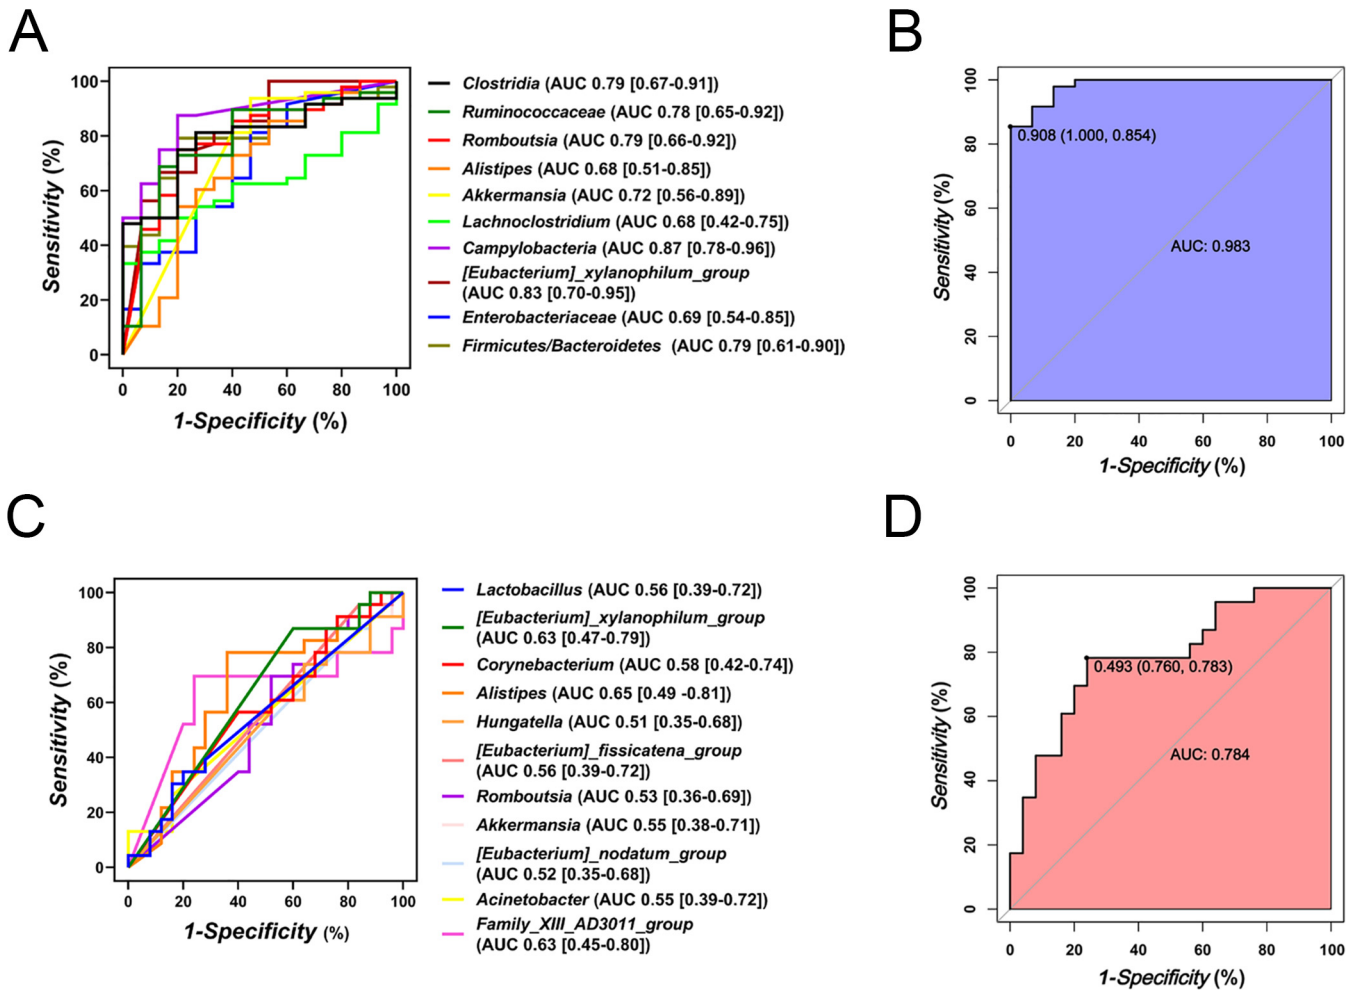 A
Sensitivity (%)
100
80
60
40
20
0
0 20 40 60 80 100
1-Specificity (%)
Clostridia (AUC 0.79 [0.67-0.91])
Ruminococcaceae (AUC 0.78 [0.65-0.92])
Romboutsia (AUC 0.79 [0.66-0.92])
Alistipes (AUC 0.68 [0.51-0.85])
Akkermansia (AUC 0.72 [0.56-0.89])
Lachnoclostridium (AUC 0.68 [0.42-0.75])
Campylobacteria (AUC 0.87 [0.78-0.96])
[Eubacterium]_xylanophilum_group
(AUC 0.83 [0.70-0.95])
Enterobacteriaceae (AUC 0.69 [0.54-0.85])
Firmicutes/Bacteroidetes (AUC 0.79 [0.61-0.90])
B
Sensitivity (%)
100
80
60
40
20
0
0.908 (1.000, 0.854)
AUC: 0.983
0 20 40 60 80 100
1-Specificity (%)
C
Sensitivity (%)
100
80
60
40
20
0
0 20 40 60 80 100
1-Specificity (%)
Lactobacillus (AUC 0.56 [0.39-0.72])
[Eubacterium]_xylanophilum_group
(AUC 0.63 [0.47-0.79])
Corynebacterium (AUC 0.58 [0.42-0.74])
Alistipes (AUC 0.65 [0.49 -0.81])
Hungatella (AUC 0.51 [0.35-0.68])
[Eubacterium]_fissicatena_group
(AUC 0.56 [0.39-0.72])
Romboutsia (AUC 0.53 [0.36-0.69])
Akkermansia (AUC 0.55 [0.38-0.71])
[Eubacterium]_nodatum_group
(AUC 0.52 [0.35-0.68])
Acinetobacter (AUC 0.55 [0.39-0.72])
Family_XIII_AD3011_group
(AUC 0.63 [0.45-0.80])
D
Sensitivity (%)
100
80
60
40
20
0
0.493 (0.760, 0.783)
AUC: 0.784
0 20 40 60 80 100
1-Specificity (%)